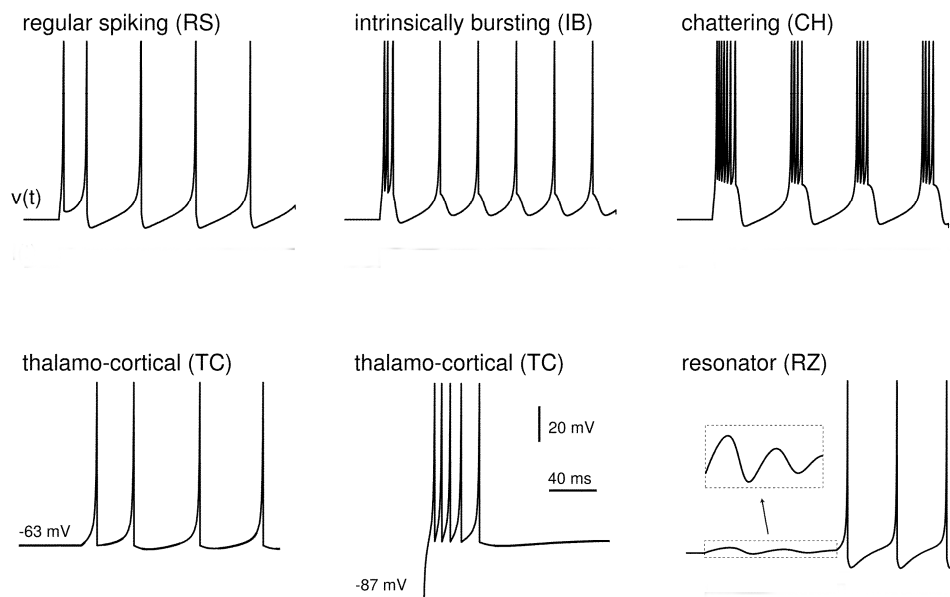 regular spiking (RS)
intrinsically bursting (IB)
chattering (CH)
v(t)
thalamo-cortical (TC)
thalamo-cortical (TC)
resonator (RZ)
20 mV
40 ms
-63 mV
-87 mV